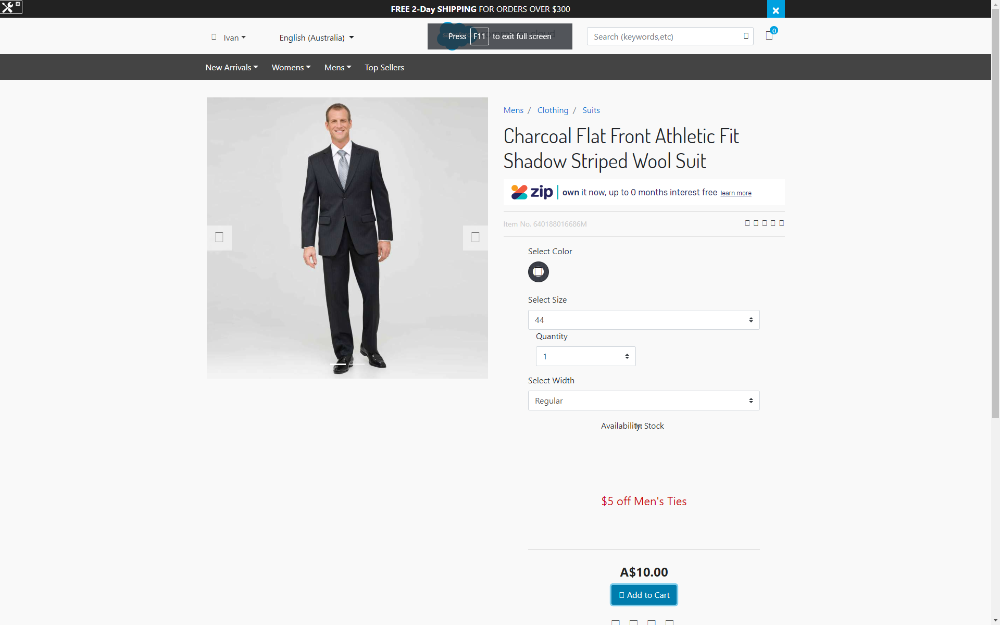 FREE 2-Day SHIPPING FOR ORDERS OVER $300
Ivan
English (Australia)
Press F11 to exit full screen
Search (keywords,etc)
0
New Arrivals
Womens
Mens
Top Sellers
Mens / Clothing / Suits
Charcoal Flat Front Athletic Fit
Shadow Striped Wool Suit
zip own it now, up to 0 months interest free learn more
Item No. 640188016686M
Select Color
Select Size
44
Quantity
1
Select Width
Regular
Availability: In Stock
$5 off Men's Ties
A$10.00
Add to Cart